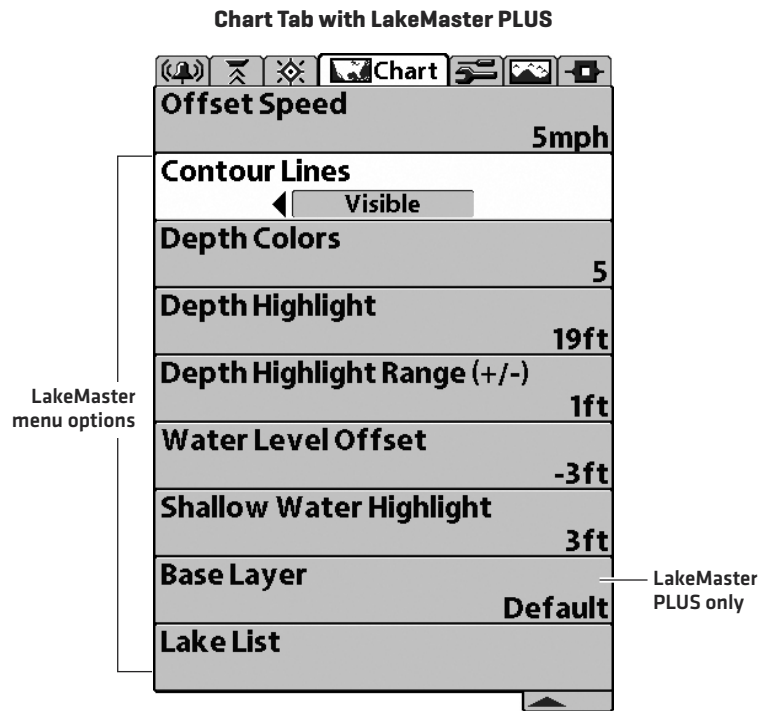 Chart Tab with LakeMaster PLUS
Chart
Offset Speed
5mph
Contour Lines
Visible
Depth Colors
5
Depth Highlight
19ft
Depth Highlight Range (+/-)
1ft
LakeMaster
menu options
Water Level Offset
-3ft
Shallow Water Highlight
3ft
Base Layer
Default
LakeMaster
PLUS only
Lake List